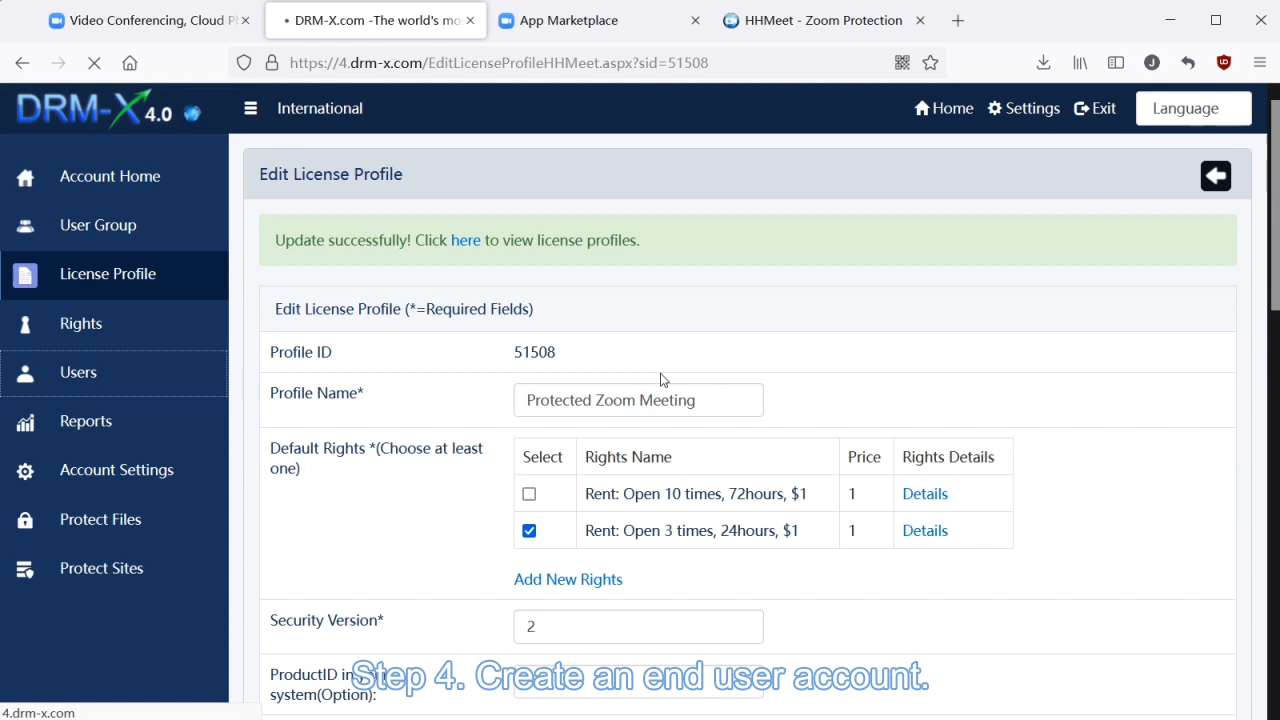 Video Conferencing, Cloud P
DRM-X.com -The world's mo
App Marketplace
HHMeet - Zoom Protection
https://4.drm-x.com/EditLicenseProfileHHMeet.aspx?sid=51508
DRM-X 4.0
International
Home
Settings
Exit
Language
Account Home
User Group
License Profile
Rights
Users
Reports
Account Settings
Protect Files
Protect Sites
4.drm-x.com
Edit License Profile
Update successfully! Click here to view license profiles.
Edit License Profile (*=Required Fields)
Profile ID 51508
Profile Name* Protected Zoom Meeting
Default Rights *(Choose at least
one)
Select Rights Name Price Rights Details
Rent: Open 10 times, 72hours, $1 1 Details
Rent: Open 3 times, 24hours, $1 1 Details
Add New Rights
Security Version* 2
ProductID in
system(Option):
Step 4. Create an end user account.